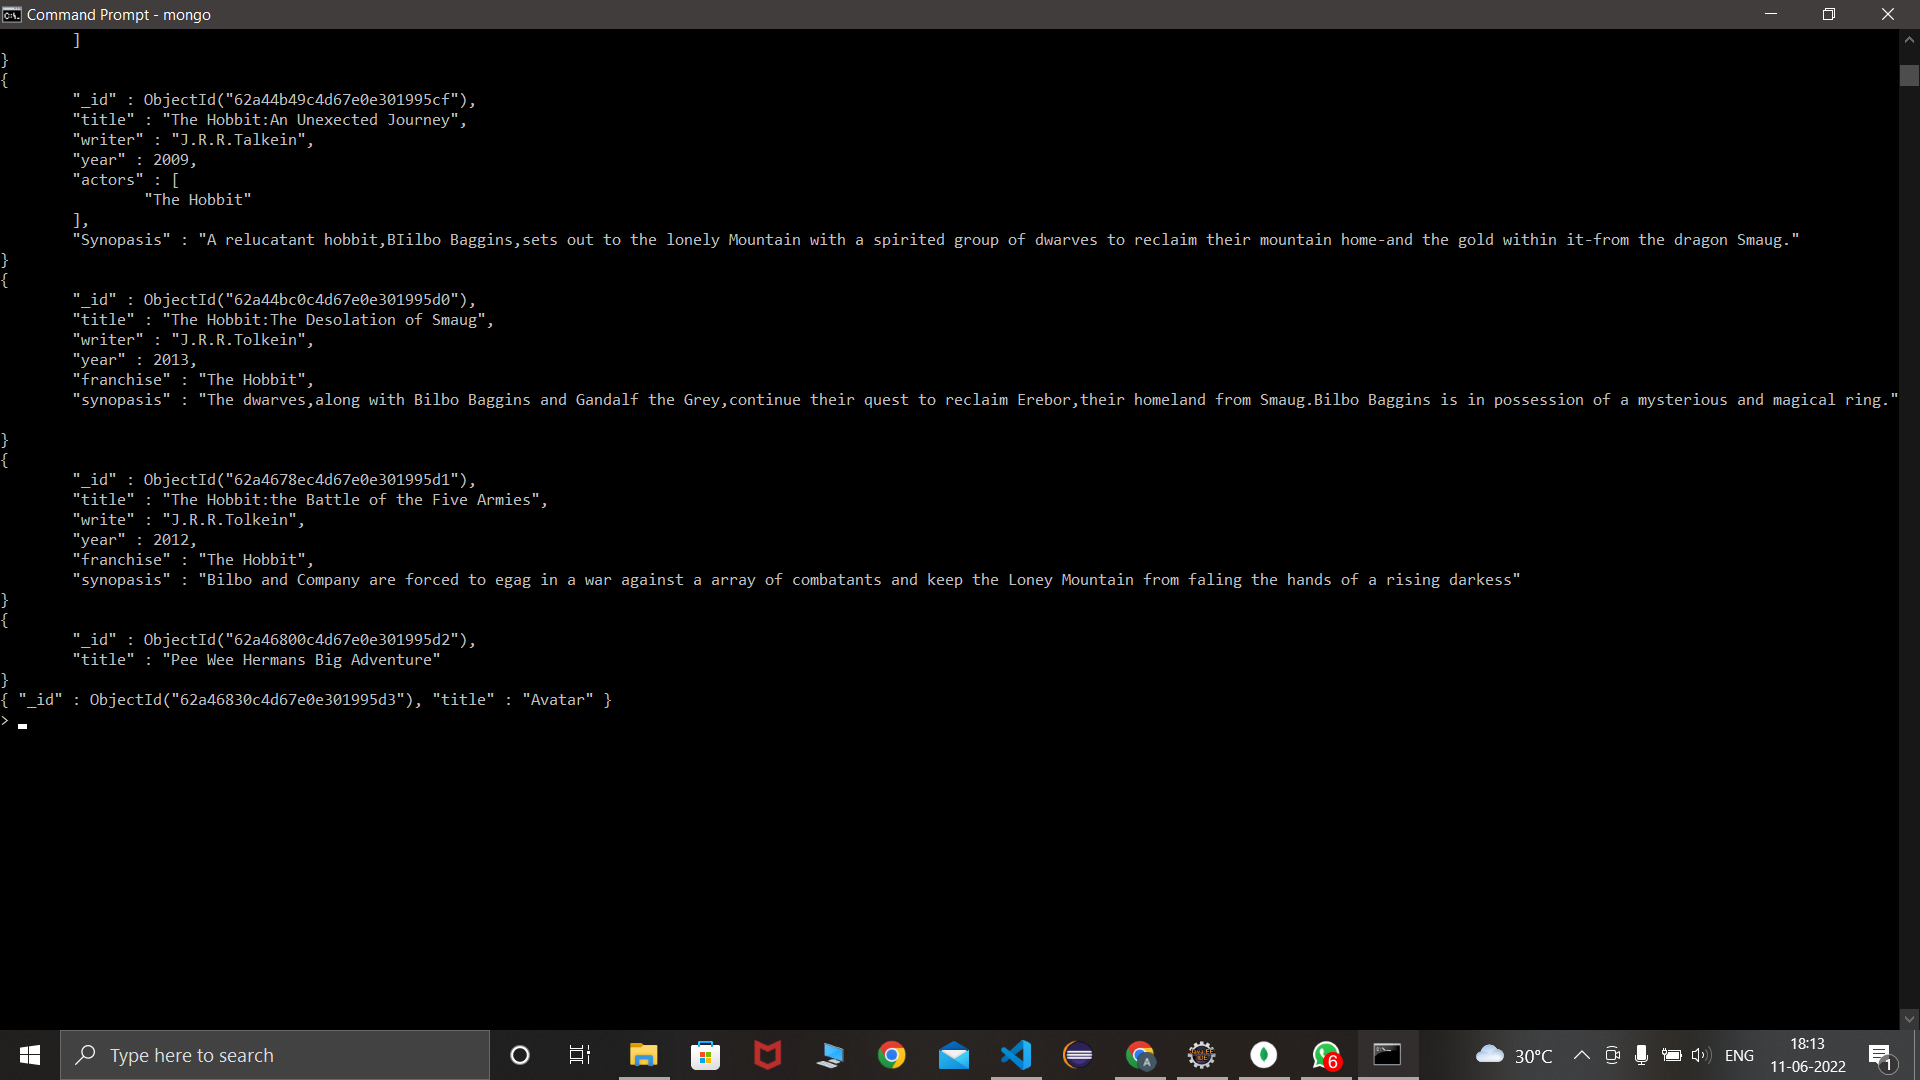 Command Prompt - mongo
        ]
}
{
        "_id" : ObjectId("62a44b49c4d67e0e301995cf"),
        "title" : "The Hobbit:An Unexected Journey",
        "writer" : "J.R.R.Talkein",
        "year" : 2009,
        "actors" : [
                "The Hobbit"
        ],
        "Synopasis" : "A relucatant hobbit,BIilbo Baggins,sets out to the lonely Mountain with a spirited group of dwarves to reclaim their mountain home-and the gold within it-from the dragon Smaug."
}
{
        "_id" : ObjectId("62a44bc0c4d67e0e301995d0"),
        "title" : "The Hobbit:The Desolation of Smaug",
        "writer" : "J.R.R.Tolkein",
        "year" : 2013,
        "franchise" : "The Hobbit",
        "synopasis" : "The dwarves,along with Bilbo Baggins and Gandalf the Grey,continue their quest to reclaim Erebor,their homeland from Smaug.Bilbo Baggins is in possession of a mysterious and magical ring."
}
{
        "_id" : ObjectId("62a4678ec4d67e0e301995d1"),
        "title" : "The Hobbit:the Battle of the Five Armies",
        "write" : "J.R.R.Tolkein",
        "year" : 2012,
        "franchise" : "The Hobbit",
        "synopasis" : "Bilbo and Company are forced to egag in a war against a array of combatants and keep the Loney Mountain from faling the hands of a rising darkess"
}
{
        "_id" : ObjectId("62a46800c4d67e0e301995d2"),
        "title" : "Pee Wee Hermans Big Adventure"
}
{ "_id" : ObjectId("62a46830c4d67e0e301995d3"), "title" : "Avatar" }
>
Type here to search
A
6
30°C
ENG
18:13
11-06-2022
1